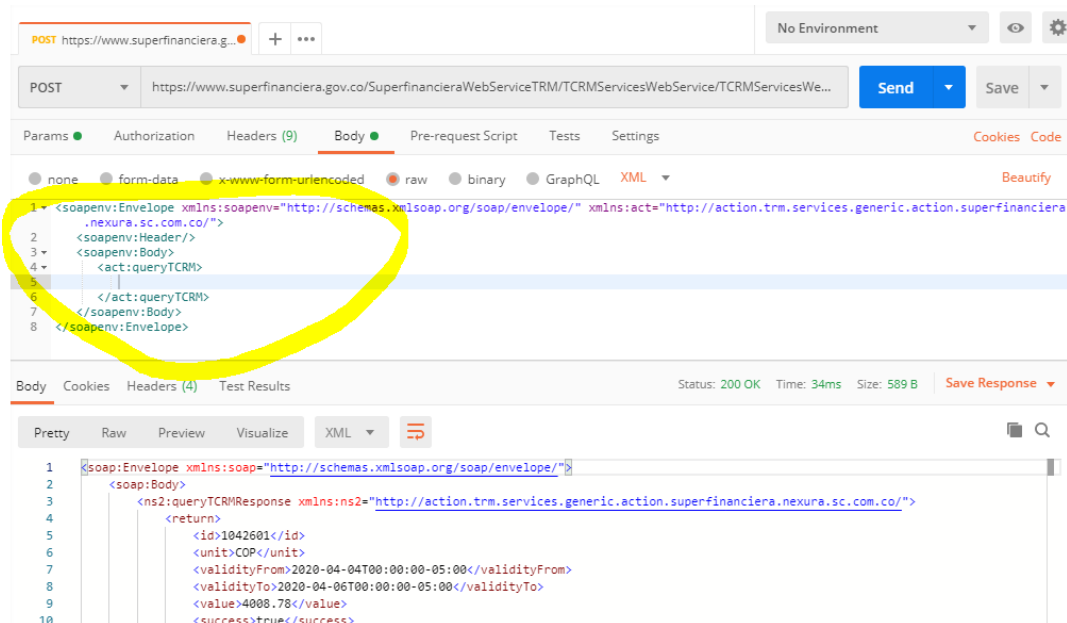 No Environment
POST https://www.superfinanciera.g...
+ •••
POST https://www.superfinanciera.gov.co/SuperfinancieraWebServiceTRM/TCRMServicesWebService/TCRMServicesWe... Send Save
Params Authorization Headers (9) Body Pre-request Script Tests Settings Cookies Code
none form-data x-www-form-urlencoded raw binary GraphQL XML Beautify
1 <soapenv:Envelope xmlns:soapenv="http://schemas.xmlsoap.org/soap/envelope/" xmlns:act="http://action.trm.services.generic.action.superfinanciera
.nexura.sc.com.co/">
2 <soapenv:Header/>
3 <soapenv:Body>
4 <act:queryTCRM>
5
6 </act:queryTCRM>
7 </soapenv:Body>
8 </soapenv:Envelope>
Body Cookies Headers (4) Test Results Status: 200 OK Time: 34ms Size: 589 B Save Response
Pretty Raw Preview Visualize XML
1 <soap:Envelope xmlns:soap="http://schemas.xmlsoap.org/soap/envelope/">
2 <soap:Body>
3 <ns2:queryTCRMResponse xmlns:ns2="http://action.trm.services.generic.action.superfinanciera.nexura.sc.com.co/">
4 <return>
5 <id>1042601</id>
6 <unit>COP</unit>
7 <validityFrom>2020-04-04T00:00:00-05:00</validityFrom>
8 <validityTo>2020-04-06T00:00:00-05:00</validityTo>
9 <value>4008.78</value>
10 <success>true</success>